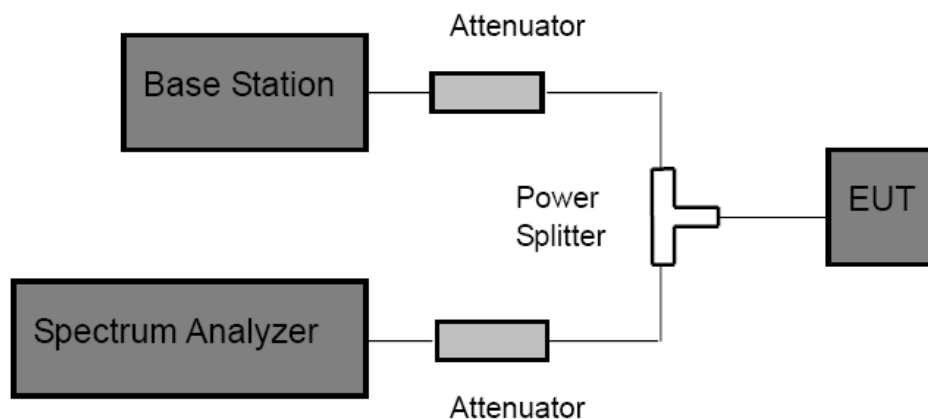 Attenuator
Base Station
Power
Splitter
EUT
Spectrum Analyzer
Attenuator